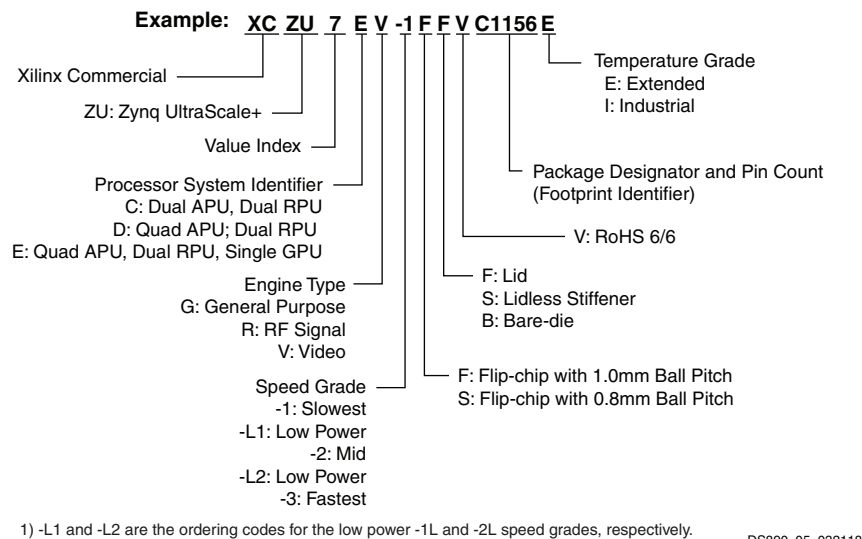 Example: XC ZU 7 E V -1 F F V C1156 E
Xilinx Commercial
ZU: Zynq UltraScale+
Value Index
Processor System Identifier
C: Dual APU, Dual RPU
D: Quad APU; Dual RPU
E: Quad APU, Dual RPU, Single GPU
Engine Type
G: General Purpose
R: RF Signal
V: Video
Speed Grade
-1: Slowest
-L1: Low Power
-2: Mid
-L2: Low Power
-3: Fastest
Temperature Grade
E: Extended
I: Industrial
Package Designator and Pin Count
(Footprint Identifier)
V: RoHS 6/6
F: Lid
S: Lidless Stiffener
B: Bare-die
F: Flip-chip with 1.0mm Ball Pitch
S: Flip-chip with 0.8mm Ball Pitch
1) -L1 and -L2 are the ordering codes for the low power -1L and -2L speed grades, respectively.